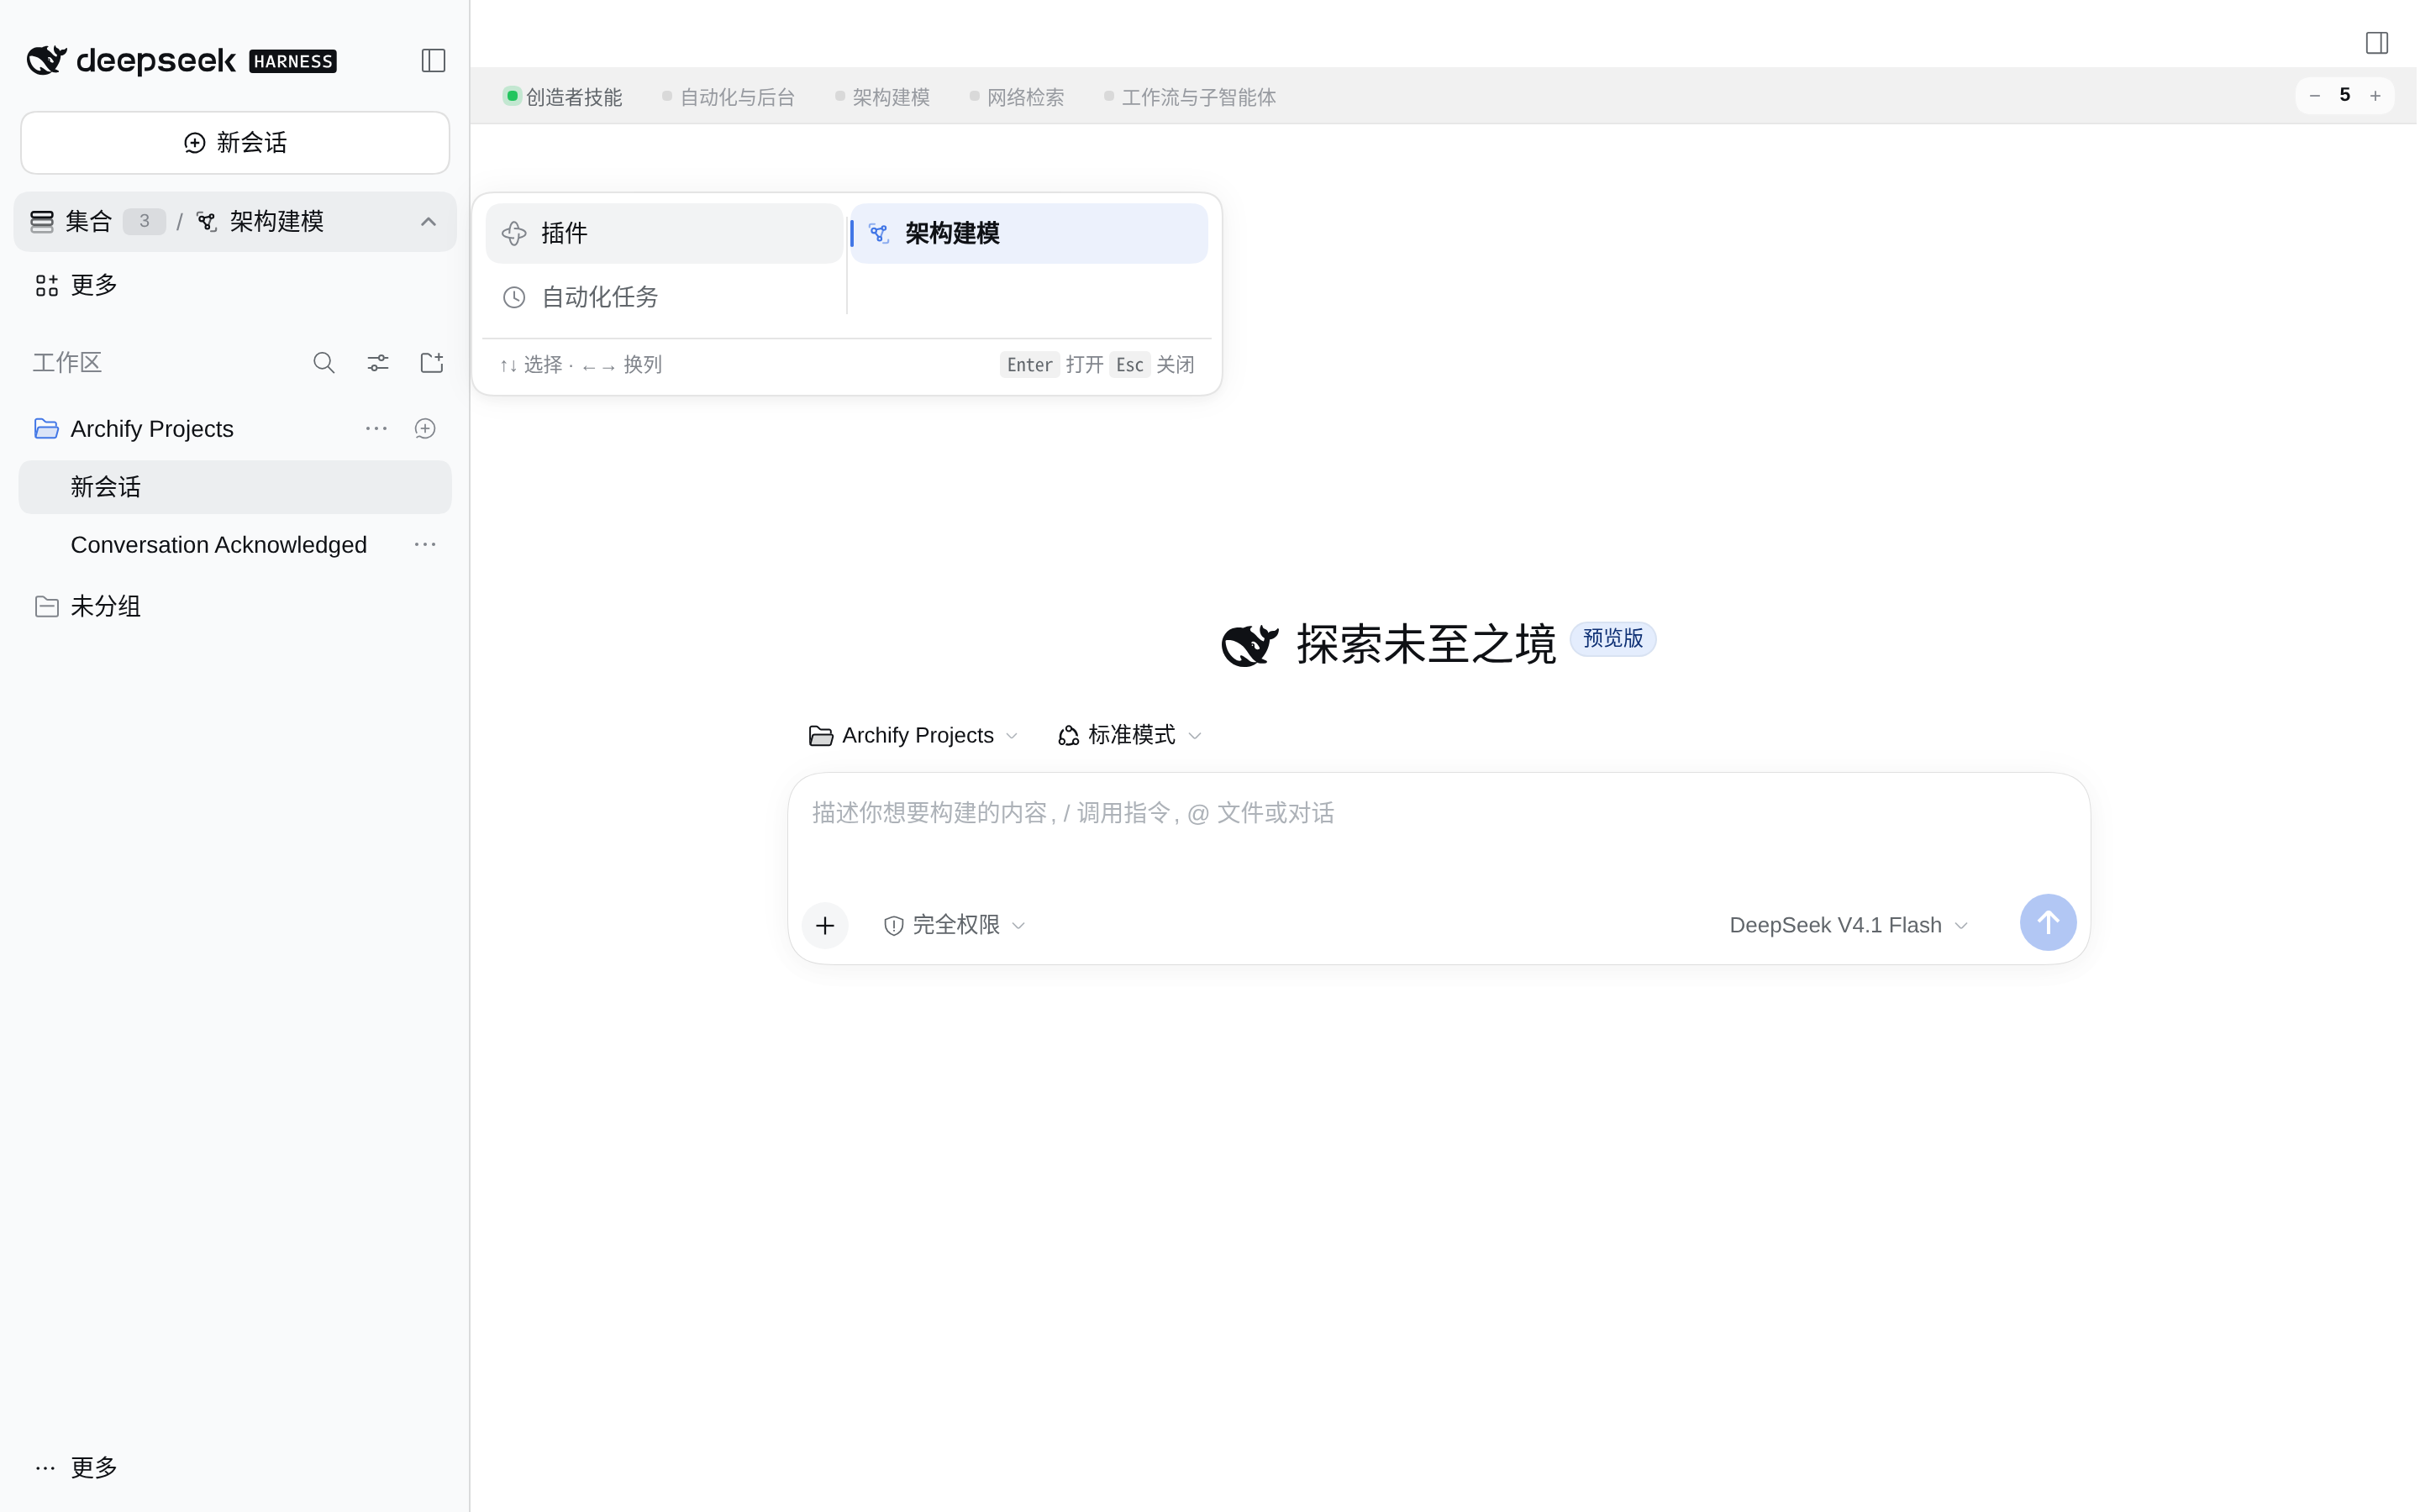 deepseek HARNESS
新会话
集合 3 / 架构建模
更多
工作区
Archify Projects
新会话
Conversation Acknowledged
未分组
更多
创造者技能 自动化与后台 架构建模 网络检索 工作流与子智能体 − 5 +
插件 架构建模
自动化任务
↑↓ 选择 · ←→ 换列 Enter 打开 Esc 关闭
探索未至之境 预览版
Archify Projects 标准模式
描述你想要构建的内容, / 调用指令, @ 文件或对话
完全权限 DeepSeek V4.1 Flash